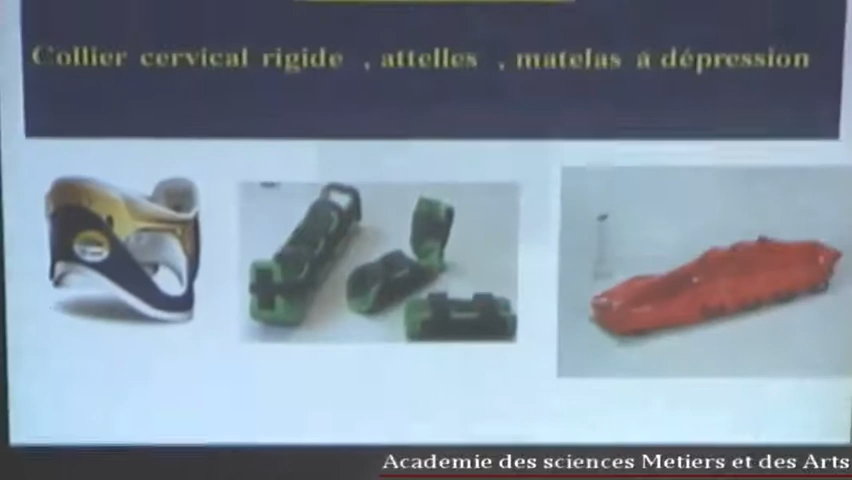 Collier cervical rigide , attelles , matelas à dépression
Academie des sciences Metiers et des Arts